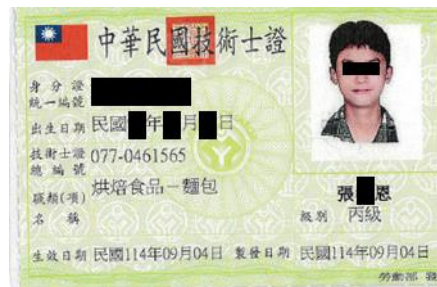 中華民國技術士證
身分證
統一編號
出生日期 民國 年 月 日
技術士證
總編號 077-0461565
職類(項)
名稱 烘焙食品－麵包
張 恩
級別 丙級
生效日期 民國114年09月04日 製發日期 民國114年09月04日
勞動部